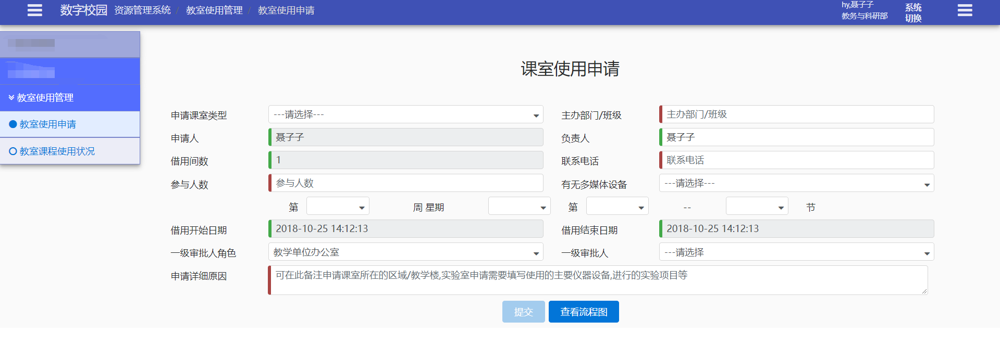 数字校园 资源管理系统 / 教室使用管理 / 教室使用申请
hy,聂子子
教务与科研部
系统
切换
教室使用管理
教室使用申请
教室课程使用状况
课室使用申请
申请课室类型 ---请选择--- 主办部门/班级 主办部门/班级
申请人 聂子子 负责人 聂子子
借用间数 1 联系电话 联系电话
参与人数 参与人数 有无多媒体设备 ---请选择---
第 周 星期 第 -- 节
借用开始日期 2018-10-25 14:12:13 借用结束日期 2018-10-25 14:12:13
一级审批人角色 教学单位办公室 一级审批人 ---请选择
申请详细原因 可在此备注申请课室所在的区域/教学楼,实验室申请需要填写使用的主要仪器设备,进行的实验项目等
提交 查看流程图